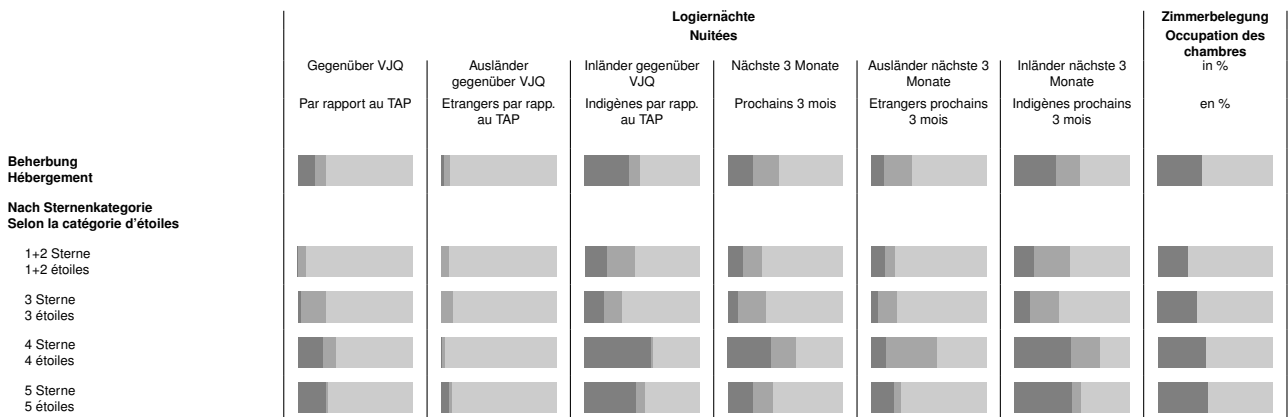 Logiernächte
Nuitées
Zimmerbelegung
Occupation des
chambres
Gegenüber VJQ
Ausländer
gegenüber VJQ
Inländer gegenüber
VJQ
Nächste 3 Monate
Ausländer nächste 3
Monate
Inländer nächste 3
Monate
in %
Par rapport au TAP
Etrangers par rapp.
au TAP
Indigènes par rapp.
au TAP
Prochains 3 mois
Etrangers prochains
3 mois
Indigènes prochains
3 mois
en %
Beherbung
Hébergement
Nach Sternenkategorie
Selon la catégorie d'étoiles
1+2 Sterne
1+2 étoiles
3 Sterne
3 étoiles
4 Sterne
4 étoiles
5 Sterne
5 étoiles